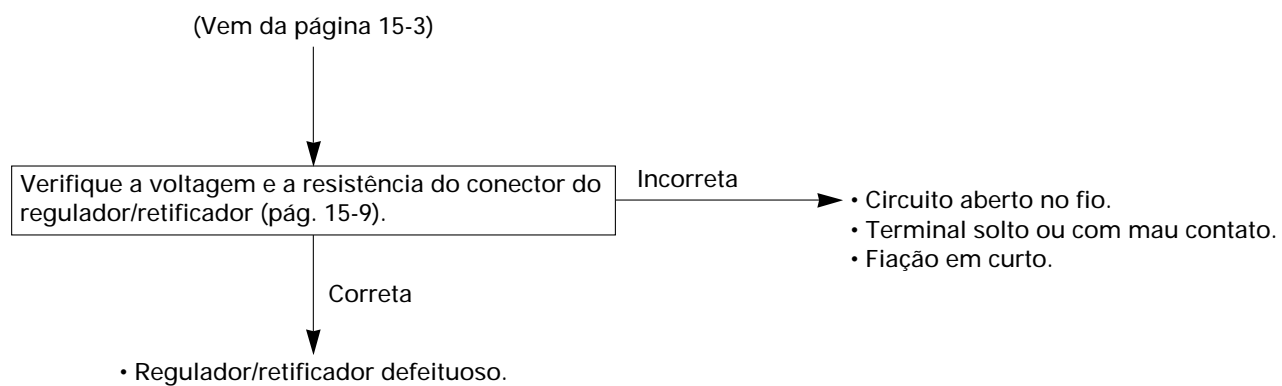 (Vem da página 15-3)
Verifique a voltagem e a resistência do conector do
regulador/retificador (pág. 15-9).
Incorreta
• Circuito aberto no fio.
• Terminal solto ou com mau contato.
• Fiação em curto.
Correta
• Regulador/retificador defeituoso.